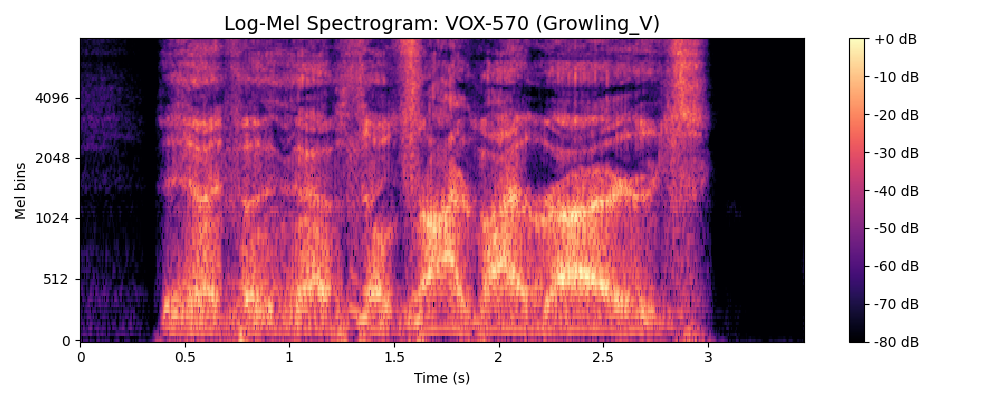 Log-Mel Spectrogram: VOX-570 (Growling_V)
Mel bins
4096
2048
1024
512
0
0
0.5
1
1.5
2
2.5
3
Time (s)
+0 dB
-10 dB
-20 dB
-30 dB
-40 dB
-50 dB
-60 dB
-70 dB
-80 dB